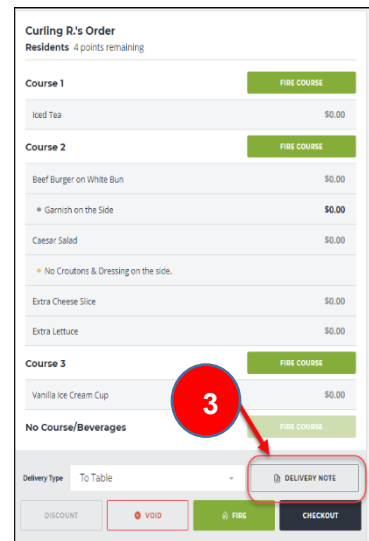 Curling R.'s Order
Residents 4 points remaining
Course 1 FIRE COURSE
Iced Tea $0.00
Course 2 FIRE COURSE
Beef Burger on White Bun $0.00
Garnish on the Side $0.00
Caesar Salad $0.00
No Croutons & Dressing on the side.
Extra Cheese Slice $0.00
Extra Lettuce $0.00
Course 3 FIRE COURSE
Vanilla Ice Cream Cup $0.00
3
No Course/Beverages FIRE COURSE
Delivery Type To Table DELIVERY NOTE
DISCOUNT VOID FIRE CHECKOUT